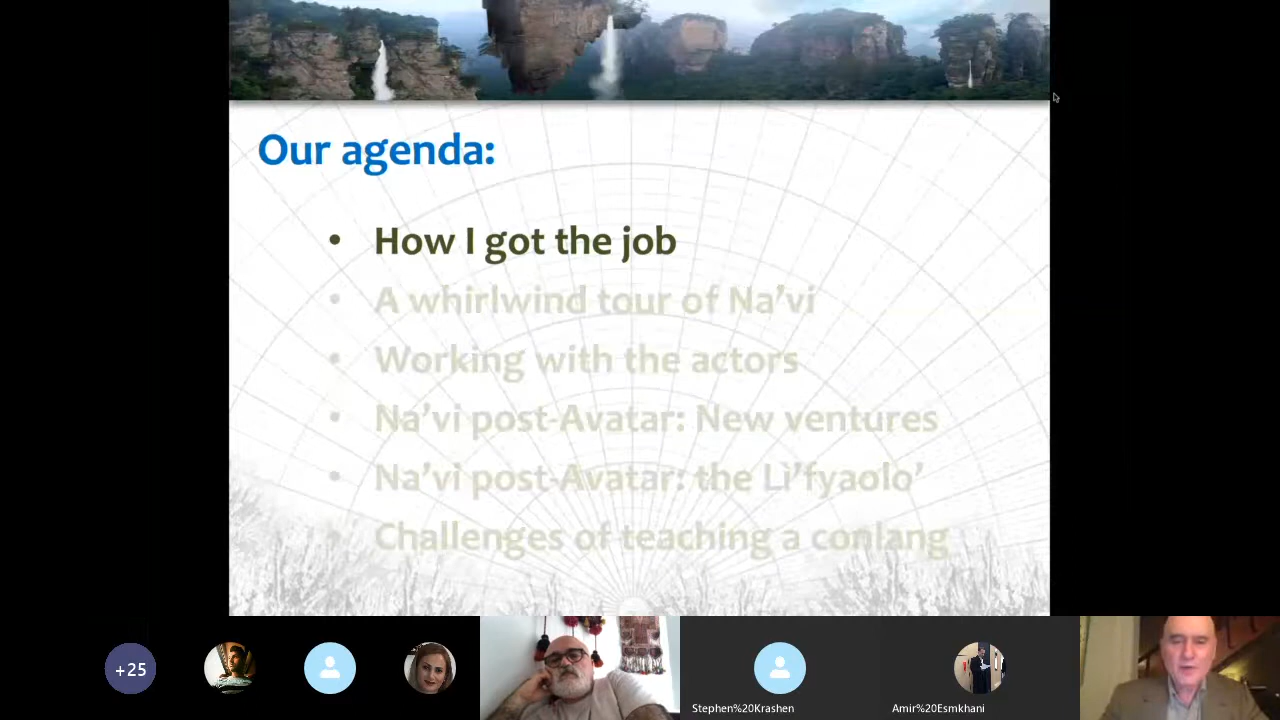 Our agenda:
• How I got the job
• A whirlwind tour of Na’vi
• Working with the actors
• Na’vi post-Avatar: New ventures
• Na’vi post-Avatar: the Lì’fyaolo’
• Challenges of teaching a conlang
+25
Stephen%20Krashen
Amir%20Esmkhani